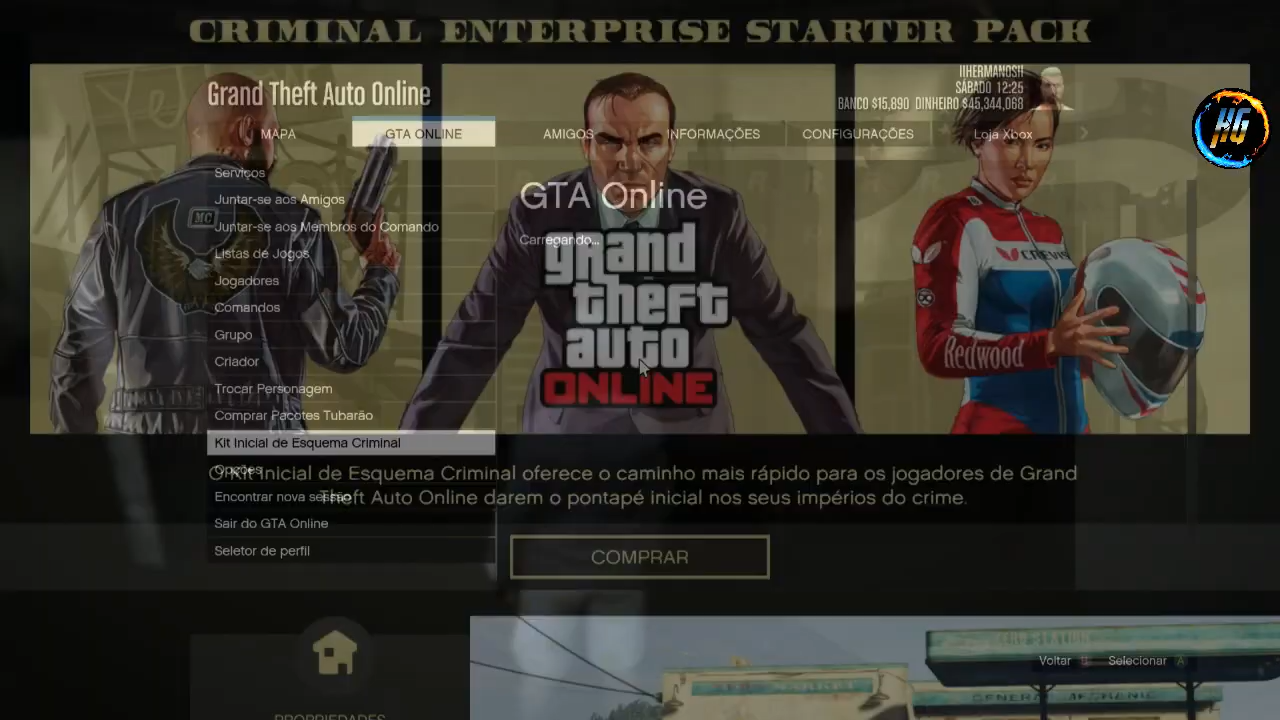 CRIMINAL ENTERPRISE STARTER PACK
Grand Theft Auto Online
IIHERMANOSII
SÁBADO 12:25
BANCO $15,890 DINHEIRO $45,344,068
HG
MAPA
GTA ONLINE
AMIGOS
INFORMAÇÕES
CONFIGURAÇÕES
Loja Xbox
Serviços
Juntar-se aos Amigos
Juntar-se aos Membros do Comando
Listas de Jogos
Jogadores
Comandos
Grupo
Criador
Trocar Personagem
Comprar Pacotes Tubarão
Kit Inicial de Esquema Criminal
Opções
Encontrar nova sessão
Sair do GTA Online
Seletor de perfil
GTA Online
Carregando...
MC
grand
theft
auto
ONLINE
CREVIS
Redwood
O Kit Inicial de Esquema Criminal oferece o caminho mais rápido para os jogadores de Grand
Theft Auto Online darem o pontapé inicial nos seus impérios do crime.
COMPRAR
PROPRIEDADES
MARKET
Voltar B
Selecionar A